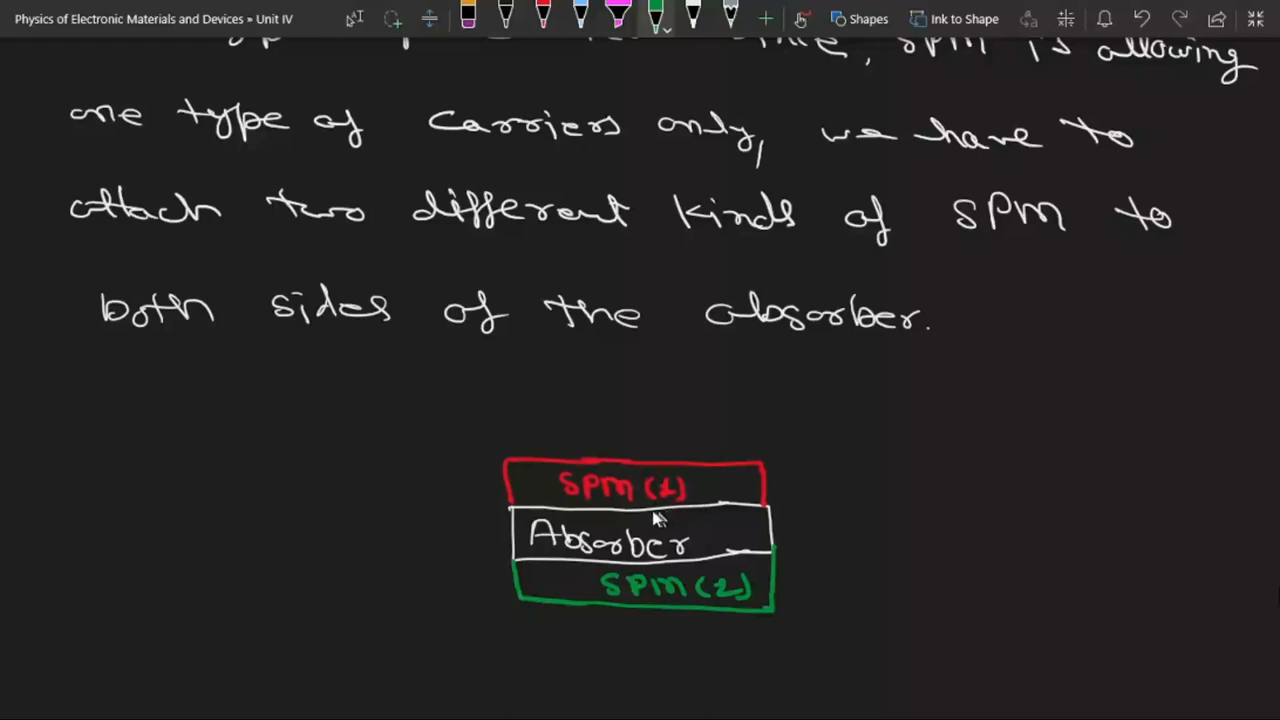 Physics of Electronic Materials and Devices » Unit IV
Shapes
Ink to Shape
SPM is allowing
one type of carriers only, we have to
attach two different kinds of SPM to
both sides of the absorber.
SPM (1)
Absorber
SPM (2)